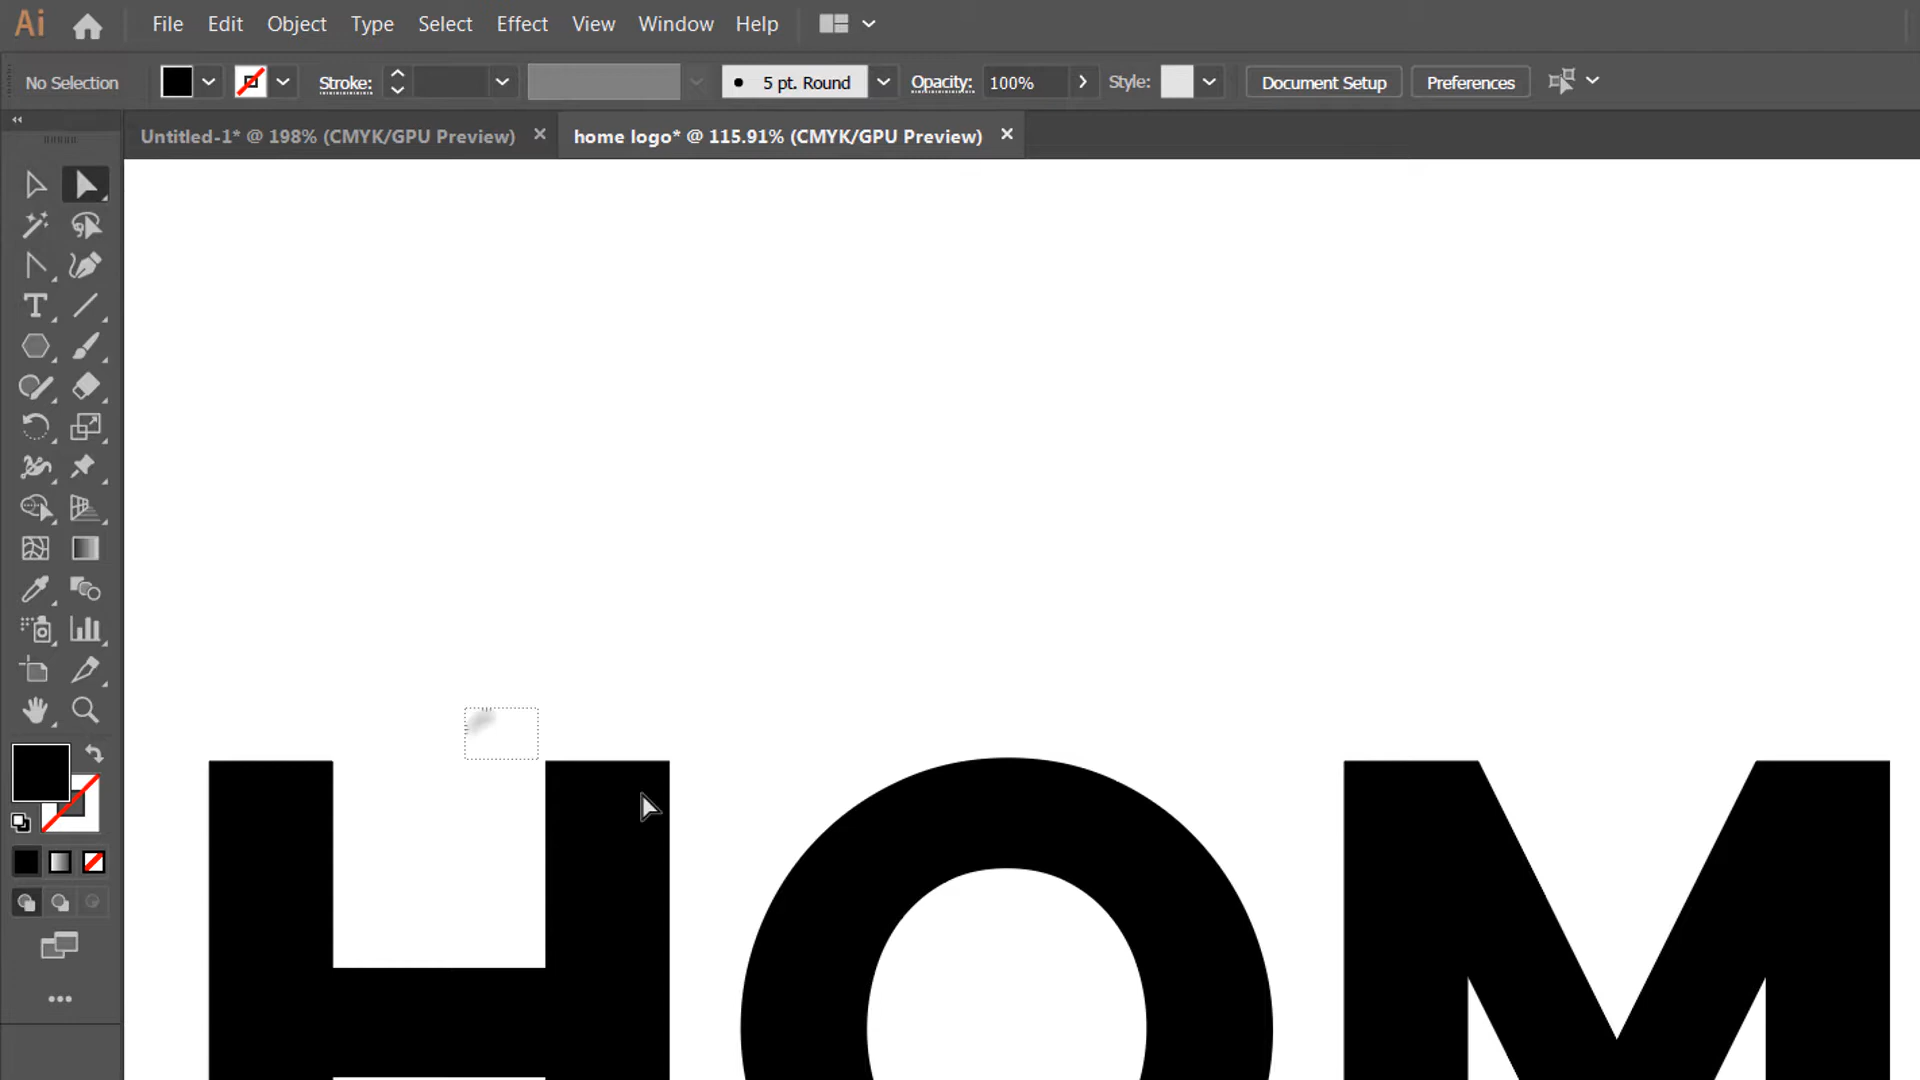 Ai File Edit Object Type Select Effect View Window Help
No Selection Stroke: 5 pt. Round Opacity: 100% Style: Document Setup Preferences
Untitled-1* @ 198% (CMYK/GPU Preview) × home logo* @ 115.91% (CMYK/GPU Preview) ×
HOM